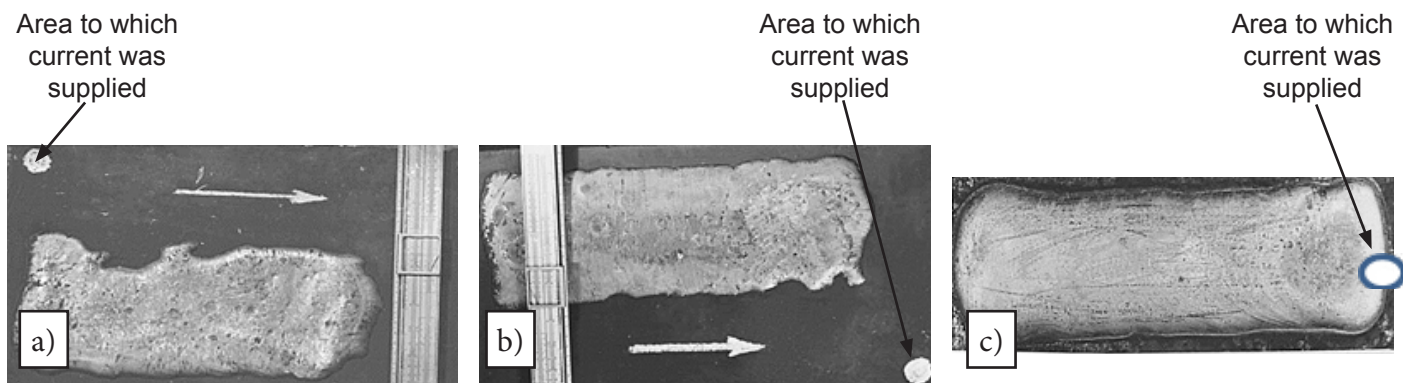 Area to which
current was
supplied
Area to which
current was
supplied
Area to which
current was
supplied
a)
b)
c)